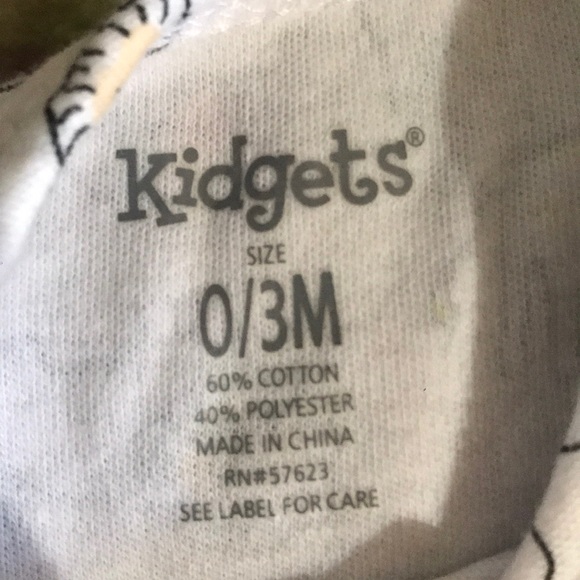 Kidgets®
SIZE
0/3M
60% COTTON
40% POLYESTER
MADE IN CHINA
RN#57623
SEE LABEL FOR CARE